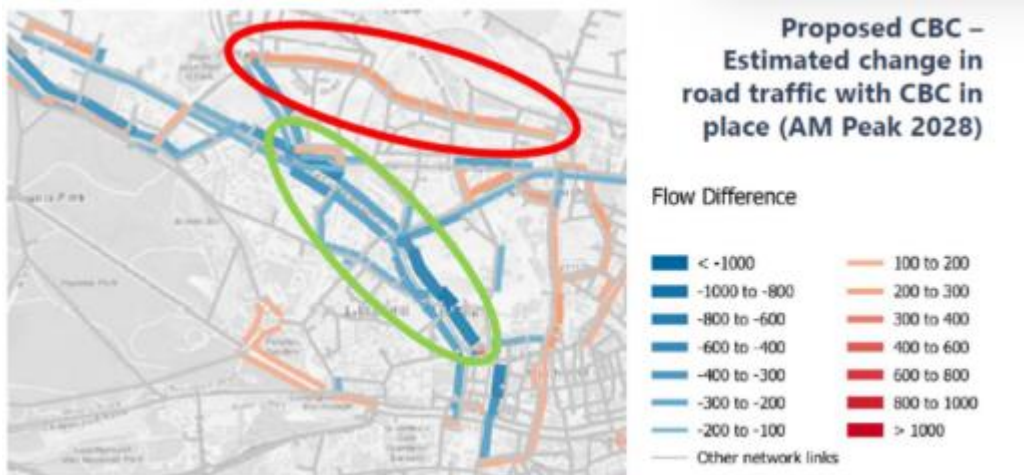 Proposed CBC –
Estimated change in
road traffic with CBC in
place (AM Peak 2028)
Flow Difference
< -1000
-1000 to -800
-800 to -600
-600 to -400
-400 to -300
-300 to -200
-200 to -100
Other network links
100 to 200
200 to 300
300 to 400
400 to 600
600 to 800
800 to 1000
> 1000